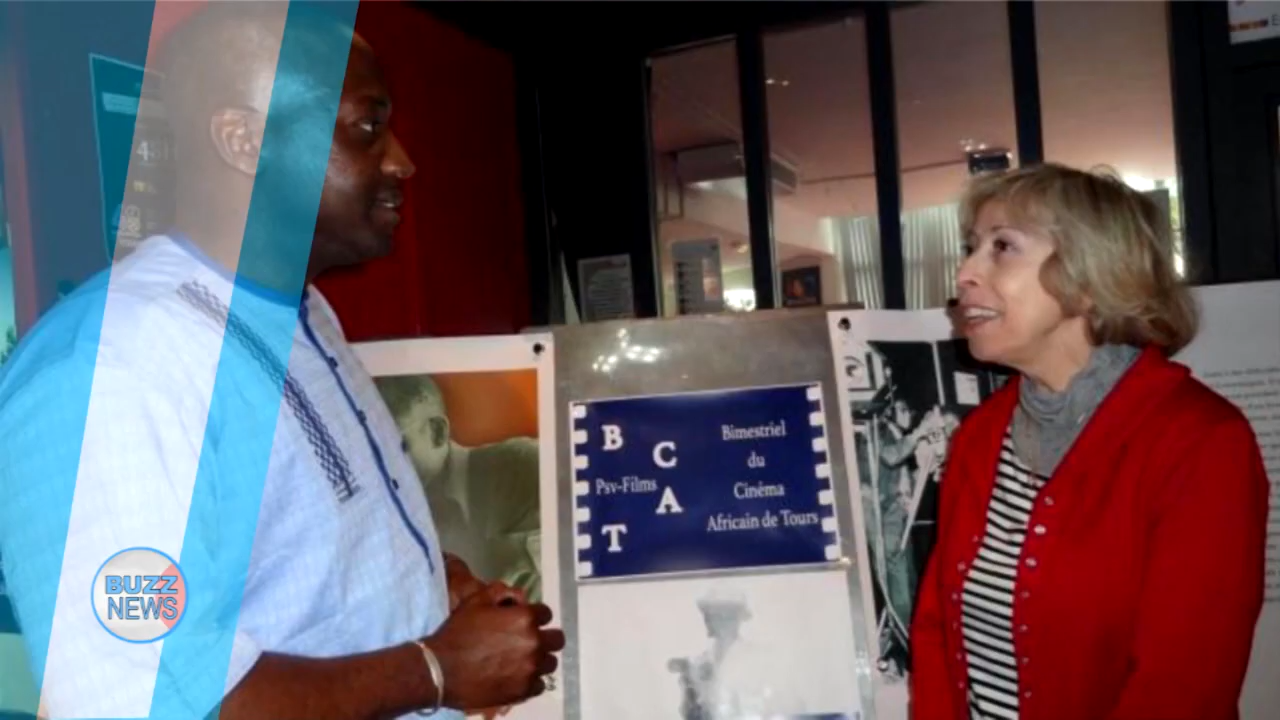 B
C
Psv-Films
A
T
Bimestriel
du
Cinéma
Africain de Tours
BUZZ
NEWS